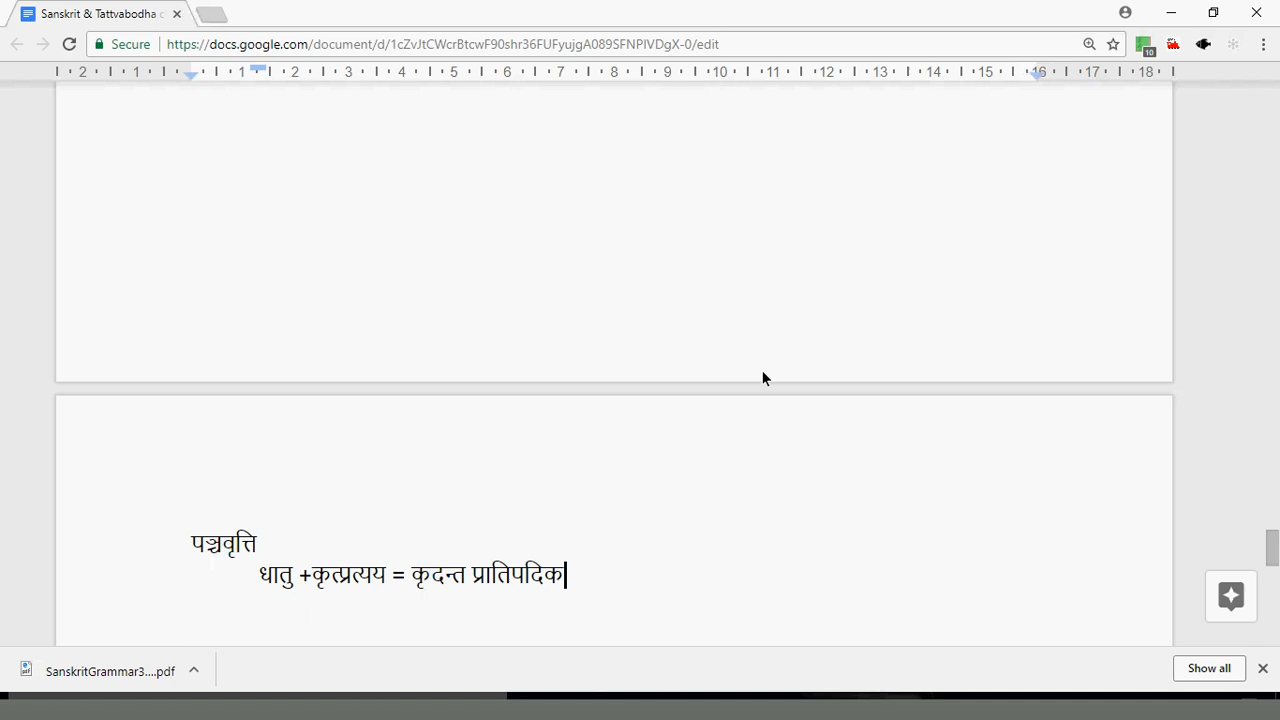 Sanskrit & Tattvabodha
Secure https://docs.google.com/document/d/1cZvJtCWcrBtcwF90shr36FUFyujgA089SFNPIVDgX-0/edit
10
2 1 1 2 3 4 5 6 7 8 9 10 11 12 13 14 15 16 17 18
पञ्चवृत्ति
धातु +कृत्प्रत्यय = कृदन्त प्रातिपदिक
SanskritGrammar3....pdf
Show all